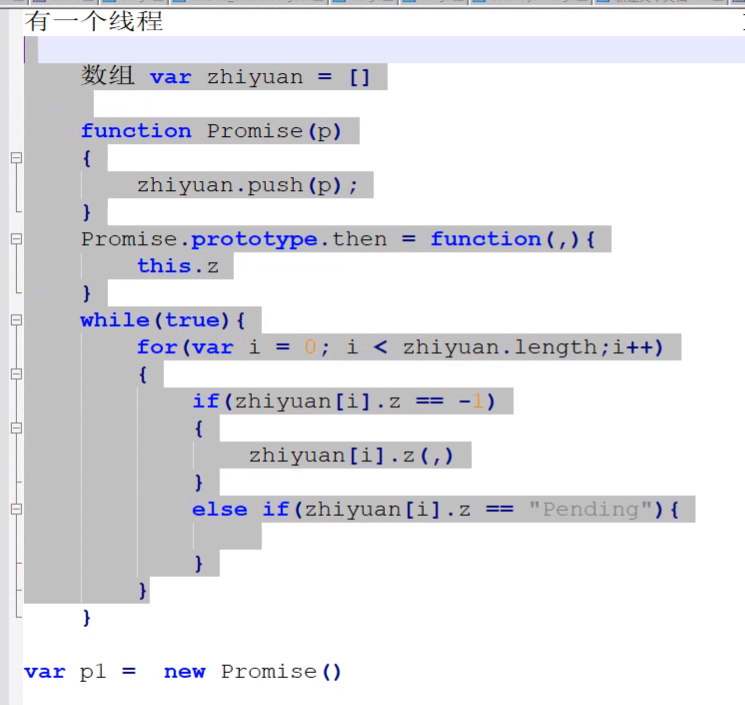 有一个线程
数组 var zhiyuan = []
function Promise(p)
{
zhiyuan.push(p);
}
Promise.prototype.then = function(,){
this.z
}
while(true){
for(var i = 0; i < zhiyuan.length;i++)
{
if(zhiyuan[i].z == -1)
{
zhiyuan[i].z(,)
}
else if(zhiyuan[i].z == "Pending"){
}
}
}
var p1 =  new Promise()